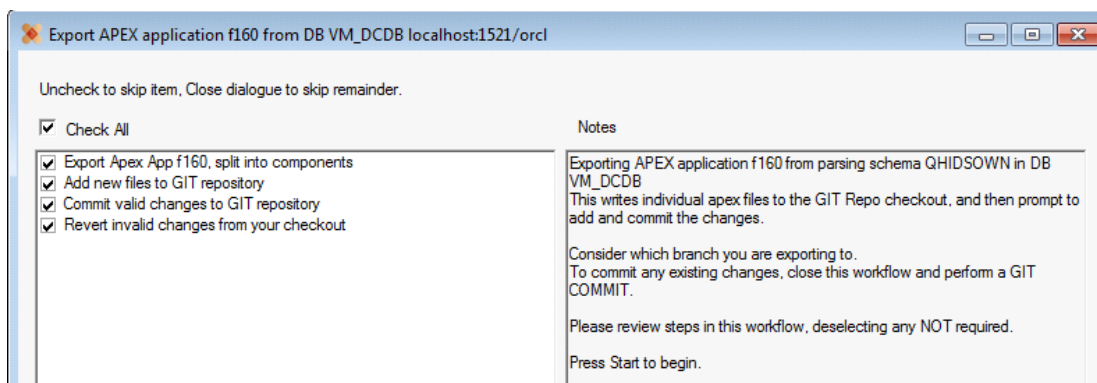 Export APEX application f160 from DB VM_DCDB localhost:1521/orcl
Uncheck to skip item, Close dialogue to skip remainder.
Check All
Export Apex App f160, split into components
Add new files to GIT repository
Commit valid changes to GIT repository
Revert invalid changes from your checkout
Notes
Exporting APEX application f160 from parsing schema QHIDSOWN in DB
VM_DCDB
This writes individual apex files to the GIT Repo checkout, and then prompt to
add and commit the changes.
Consider which branch you are exporting to.
To commit any existing changes, close this workflow and perform a GIT
COMMIT.
Please review steps in this workflow, deselecting any NOT required.
Press Start to begin.